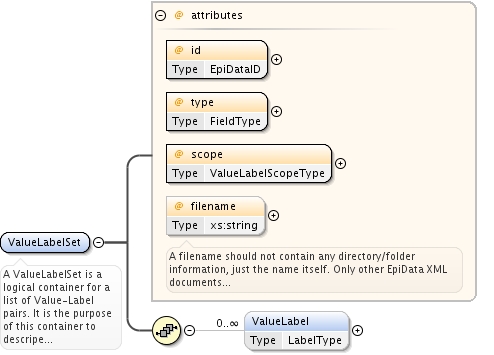 @ attributes
@ id
Type EpiDataID
@ type
Type FieldType
@ scope
Type ValueLabelScopeType
@ filename
Type xs:string
A filename should not contain any directory/folder
information, just the name itself. Only other EpiData XML
documents...
ValueLabelSet
A ValueLabelSet is a
logical container for a
list of Value-Label
pairs. It is the purpose
of this container to
descripe...
0..∞
ValueLabel
Type LabelType